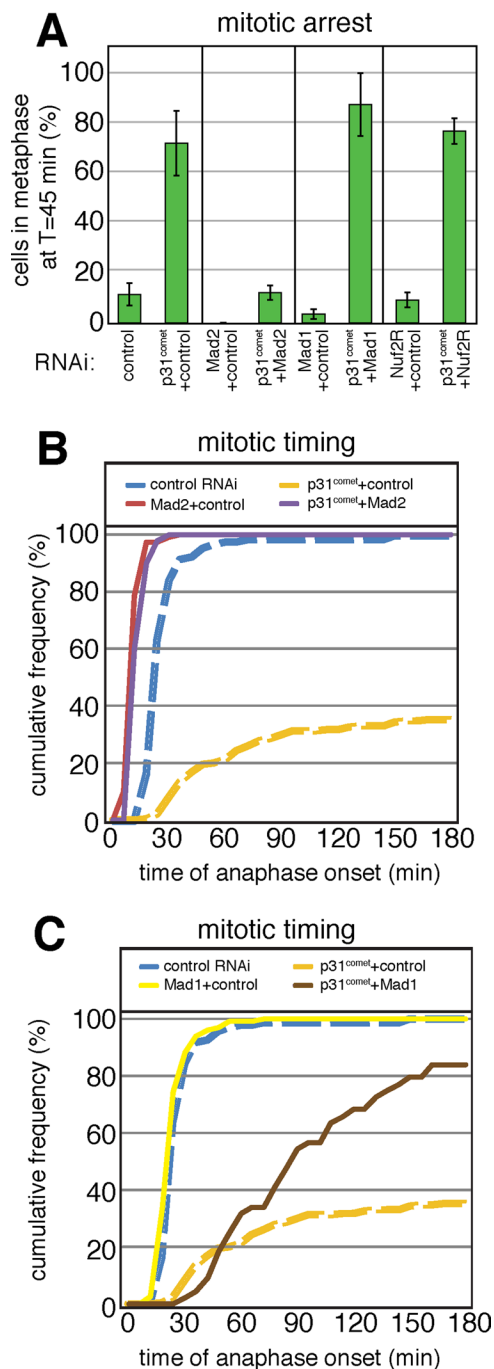 A
mitotic arrest
cells in metaphase
at T=45 min (%)
100
80
60
40
20
0
RNAi:
control
p31comet
+control
Mad2
+control
p31comet
+Mad2
Mad1
+control
p31comet
+Mad1
Nuf2R
+control
p31comet
+Nuf2R
B
mitotic timing
control RNAi
p31comet+control
Mad2+control
p31comet+Mad2
cumulative frequency (%)
100
80
60
40
20
0
0 30 60 90 120 150 180
time of anaphase onset (min)
C
mitotic timing
control RNAi
p31comet+control
Mad1+control
p31comet+Mad1
cumulative frequency (%)
100
80
60
40
20
0
0 30 60 90 120 150 180
time of anaphase onset (min)